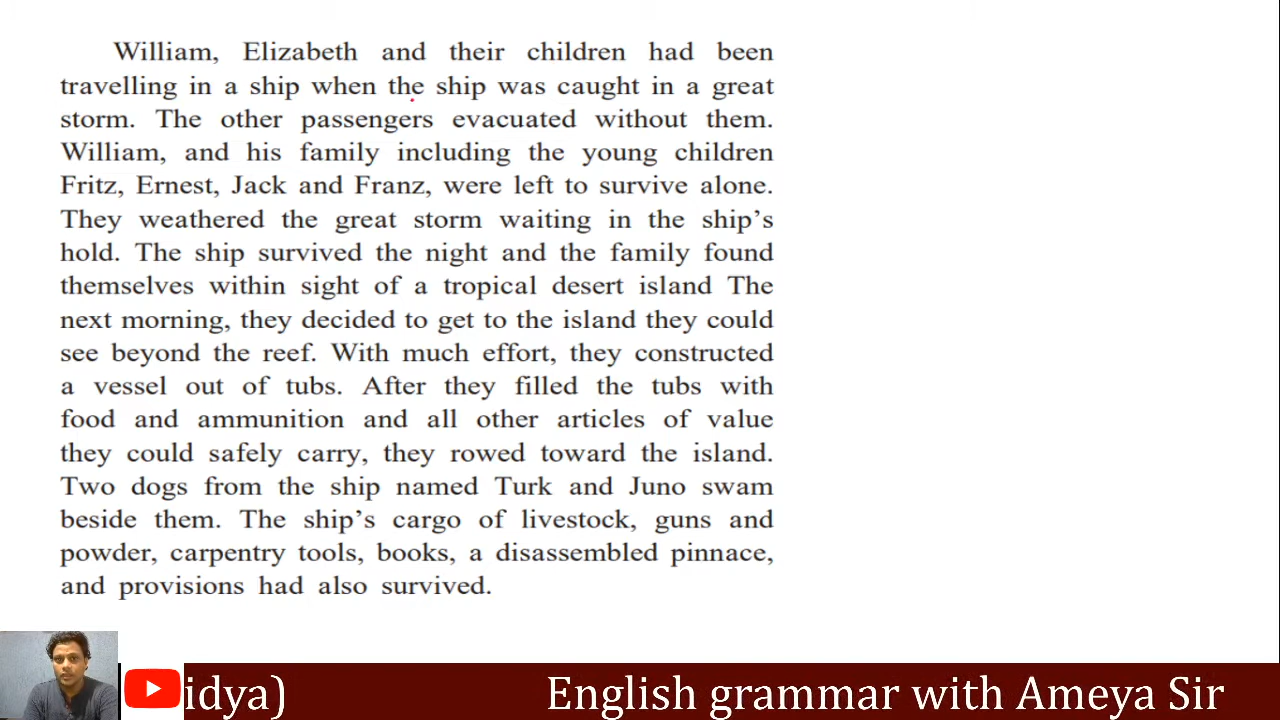 William, Elizabeth and their children had been
travelling in a ship when the ship was caught in a great
storm. The other passengers evacuated without them.
William, and his family including the young children
Fritz, Ernest, Jack and Franz, were left to survive alone.
They weathered the great storm waiting in the ship's
hold. The ship survived the night and the family found
themselves within sight of a tropical desert island The
next morning, they decided to get to the island they could
see beyond the reef. With much effort, they constructed
a vessel out of tubs. After they filled the tubs with
food and ammunition and all other articles of value
they could safely carry, they rowed toward the island.
Two dogs from the ship named Turk and Juno swam
beside them. The ship's cargo of livestock, guns and
powder, carpentry tools, books, a disassembled pinnace,
and provisions had also survived.
idya) English grammar with Ameya Sir